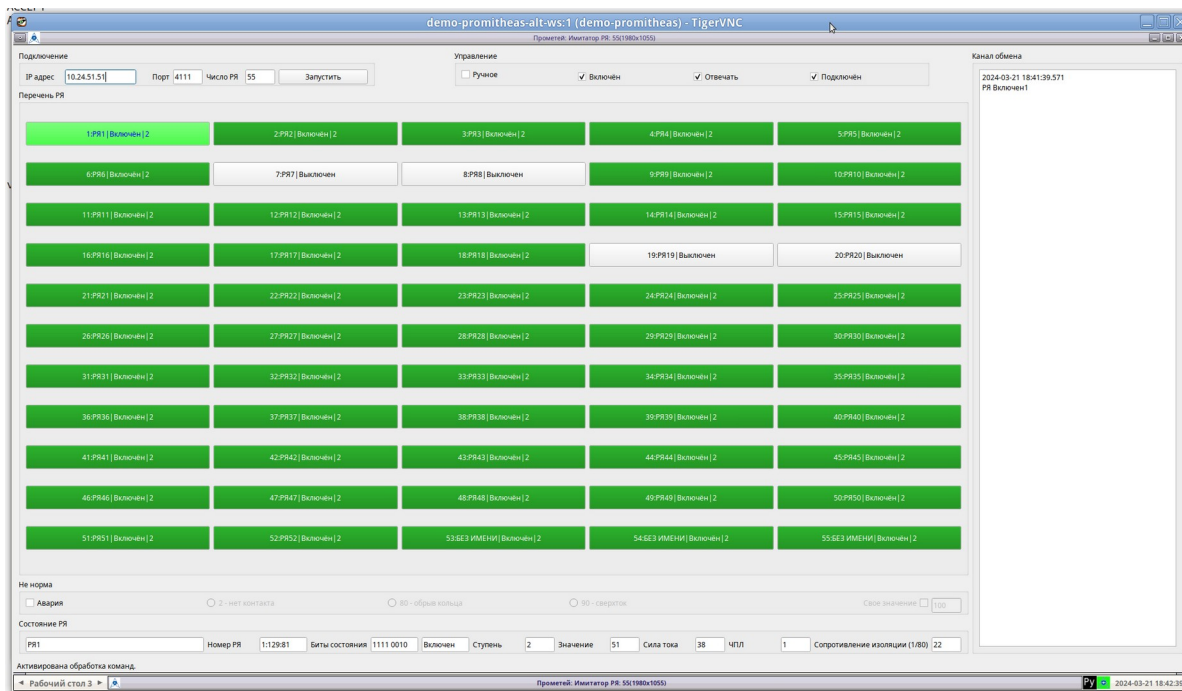 demo-promitheas-alt-ws:1 (demo-promitheas) - TigerVNC
Прометей: Имитатор РЯ: 55(1980x1055)
Подключение
Управление
Канал обмена
IP адрес 10.24.51.51 Порт 4111 Число РЯ 55 Запустить
Ручное Включён Отвечать Подключён
2024-03-21 18:41:39.571
РЯ Включен1
Перечень РЯ
1:РЯ1|Включён|2 2:РЯ2|Включён|2 3:РЯ3|Включён|2 4:РЯ4|Включён|2 5:РЯ5|Включён|2
6:РЯ6|Включён|2 7:РЯ7|Выключен 8:РЯ8|Выключен 9:РЯ9|Включён|2 10:РЯ10|Включён|2
11:РЯ11|Включён|2 12:РЯ12|Включён|2 13:РЯ13|Включён|2 14:РЯ14|Включён|2 15:РЯ15|Включён|2
16:РЯ16|Включён|2 17:РЯ17|Включён|2 18:РЯ18|Включён|2 19:РЯ19|Выключен 20:РЯ20|Выключен
21:РЯ21|Включён|2 22:РЯ22|Включён|2 23:РЯ23|Включён|2 24:РЯ24|Включён|2 25:РЯ25|Включён|2
26:РЯ26|Включён|2 27:РЯ27|Включён|2 28:РЯ28|Включён|2 29:РЯ29|Включён|2 30:РЯ30|Включён|2
31:РЯ31|Включён|2 32:РЯ32|Включён|2 33:РЯ33|Включён|2 34:РЯ34|Включён|2 35:РЯ35|Включён|2
36:РЯ36|Включён|2 37:РЯ37|Включён|2 38:РЯ38|Включён|2 39:РЯ39|Включён|2 40:РЯ40|Включён|2
41:РЯ41|Включён|2 42:РЯ42|Включён|2 43:РЯ43|Включён|2 44:РЯ44|Включён|2 45:РЯ45|Включён|2
46:РЯ46|Включён|2 47:РЯ47|Включён|2 48:РЯ48|Включён|2 49:РЯ49|Включён|2 50:РЯ50|Включён|2
51:РЯ51|Включён|2 52:РЯ52|Включён|2 53:БЕЗ ИМЕНИ|Включён|2 54:БЕЗ ИМЕНИ|Включён|2 55:БЕЗ ИМЕНИ|Включён|2
Не норма
Авария 2 - нет контакта 80 - обрыв кольца 90 - сверхток Свое значение 100
Состояние РЯ
РЯ1 Номер РЯ 1:129:81 Биты состояния 1111 0010 Включен Ступень 2 Значение 51 Сила тока 38 ЧПЛ 1 Сопротивление изоляции (1/80) 22
Активирована обработка команд.
Рабочий стол 3 Прометей: Имитатор РЯ: 55(1980x1055) Ру 2024-03-21 18:42:39